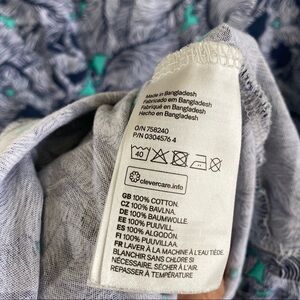 Made in Bangladesh
Fabricado em Bangladesh
Fabriqué en Bangladesh
Hecho en Bangladesh
O/N 758240
P/N 0304576 4
40
clevercare.info
GB 100% COTTON.
CZ 100% BAVLNA.
DE 100% BAUMWOLLE.
EE 100% PUUVILL.
ES 100% ALGODÓN.
FI 100% PUUVILLAA.
FR LAVER À LA MACHINE À L'EAU TIÈDE.
BLANCHIR SANS CHLORE SI
NÉCESSAIRE. SÉCHER À L'AIR.
REPASSER À TEMPÉRATURE